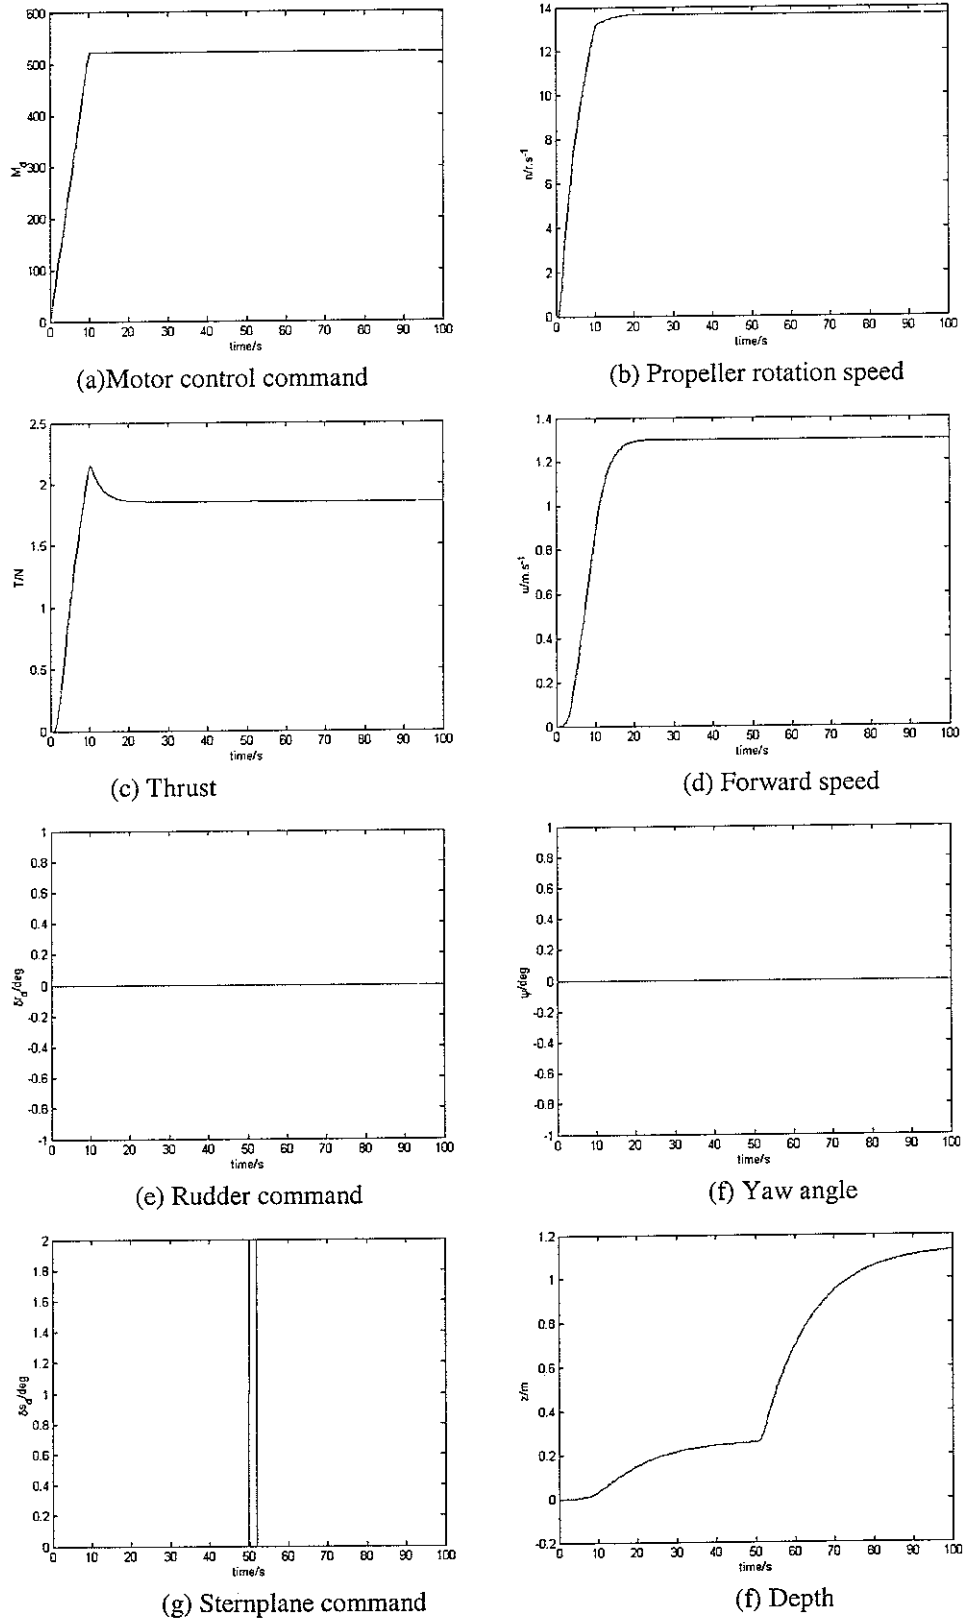 600
500
400
M_d
300
200
100
0
0 10 20 30 40 50 60 70 80 90 100
time/s
(a)Motor control command
14
12
10
8
n/r.s⁻¹
6
4
2
0
0 10 20 30 40 50 60 70 80 90 100
time/s
(b) Propeller rotation speed
2.5
2
1.5
T/N
1
0.5
0
0 10 20 30 40 50 60 70 80 90 100
time/s
(c) Thrust
1.4
1.2
1
0.8
u/m.s⁻¹
0.6
0.4
0.2
0
0 10 20 30 40 50 60 70 80 90 100
time/s
(d) Forward speed
1
0.8
0.6
0.4
0.2
0
δr_d/deg
-0.2
-0.4
-0.6
-0.8
-1
0 10 20 30 40 50 60 70 80 90 100
time/s
(e) Rudder command
1
0.8
0.6
0.4
0.2
0
ψ/deg
-0.2
-0.4
-0.6
-0.8
-1
0 10 20 30 40 50 60 70 80 90 100
time/s
(f) Yaw angle
2
1.8
1.6
1.4
1.2
1
δs_d/deg
0.8
0.6
0.4
0.2
0
0 10 20 30 40 50 60 70 80 90 100
time/s
(g) Sternplane command
1.2
1
0.8
0.6
z/m
0.4
0.2
0
-0.2
0 10 20 30 40 50 60 70 80 90 100
time/s
(f) Depth